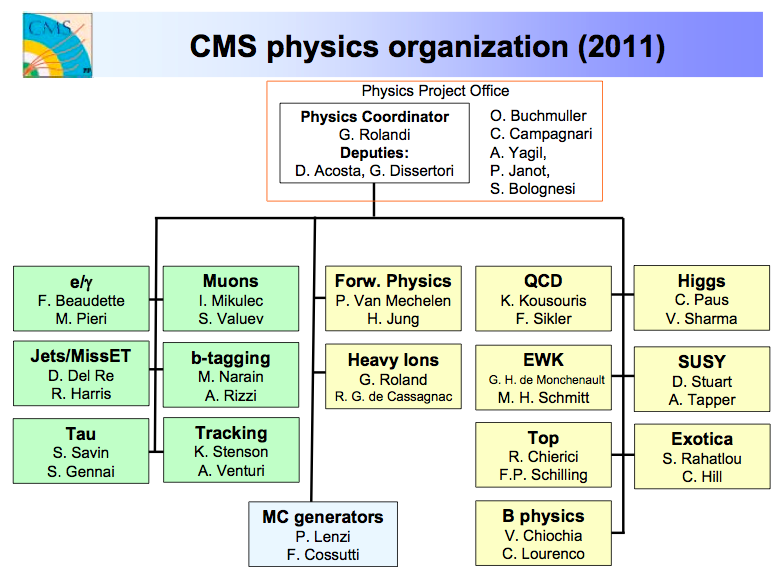 CMS
CMS physics organization (2011)
Physics Project Office
Physics Coordinator
G. Rolandi
Deputies:
D. Acosta, G. Dissertori
O. Buchmuller
C. Campagnari
A. Yagil,
P. Janot,
S. Bolognesi
e/γ
F. Beaudette
M. Pieri
Muons
I. Mikulec
S. Valuev
Forw. Physics
P. Van Mechelen
H. Jung
QCD
K. Kousouris
F. Sikler
Higgs
C. Paus
V. Sharma
Jets/MissET
D. Del Re
R. Harris
b-tagging
M. Narain
A. Rizzi
Heavy Ions
G. Roland
R. G. de Cassagnac
EWK
G. H. de Monchenault
M. H. Schmitt
SUSY
D. Stuart
A. Tapper
Tau
S. Savin
S. Gennai
Tracking
K. Stenson
A. Venturi
Top
R. Chierici
F.P. Schilling
Exotica
S. Rahatlou
C. Hill
MC generators
P. Lenzi
F. Cossutti
B physics
V. Chiochia
C. Lourenco